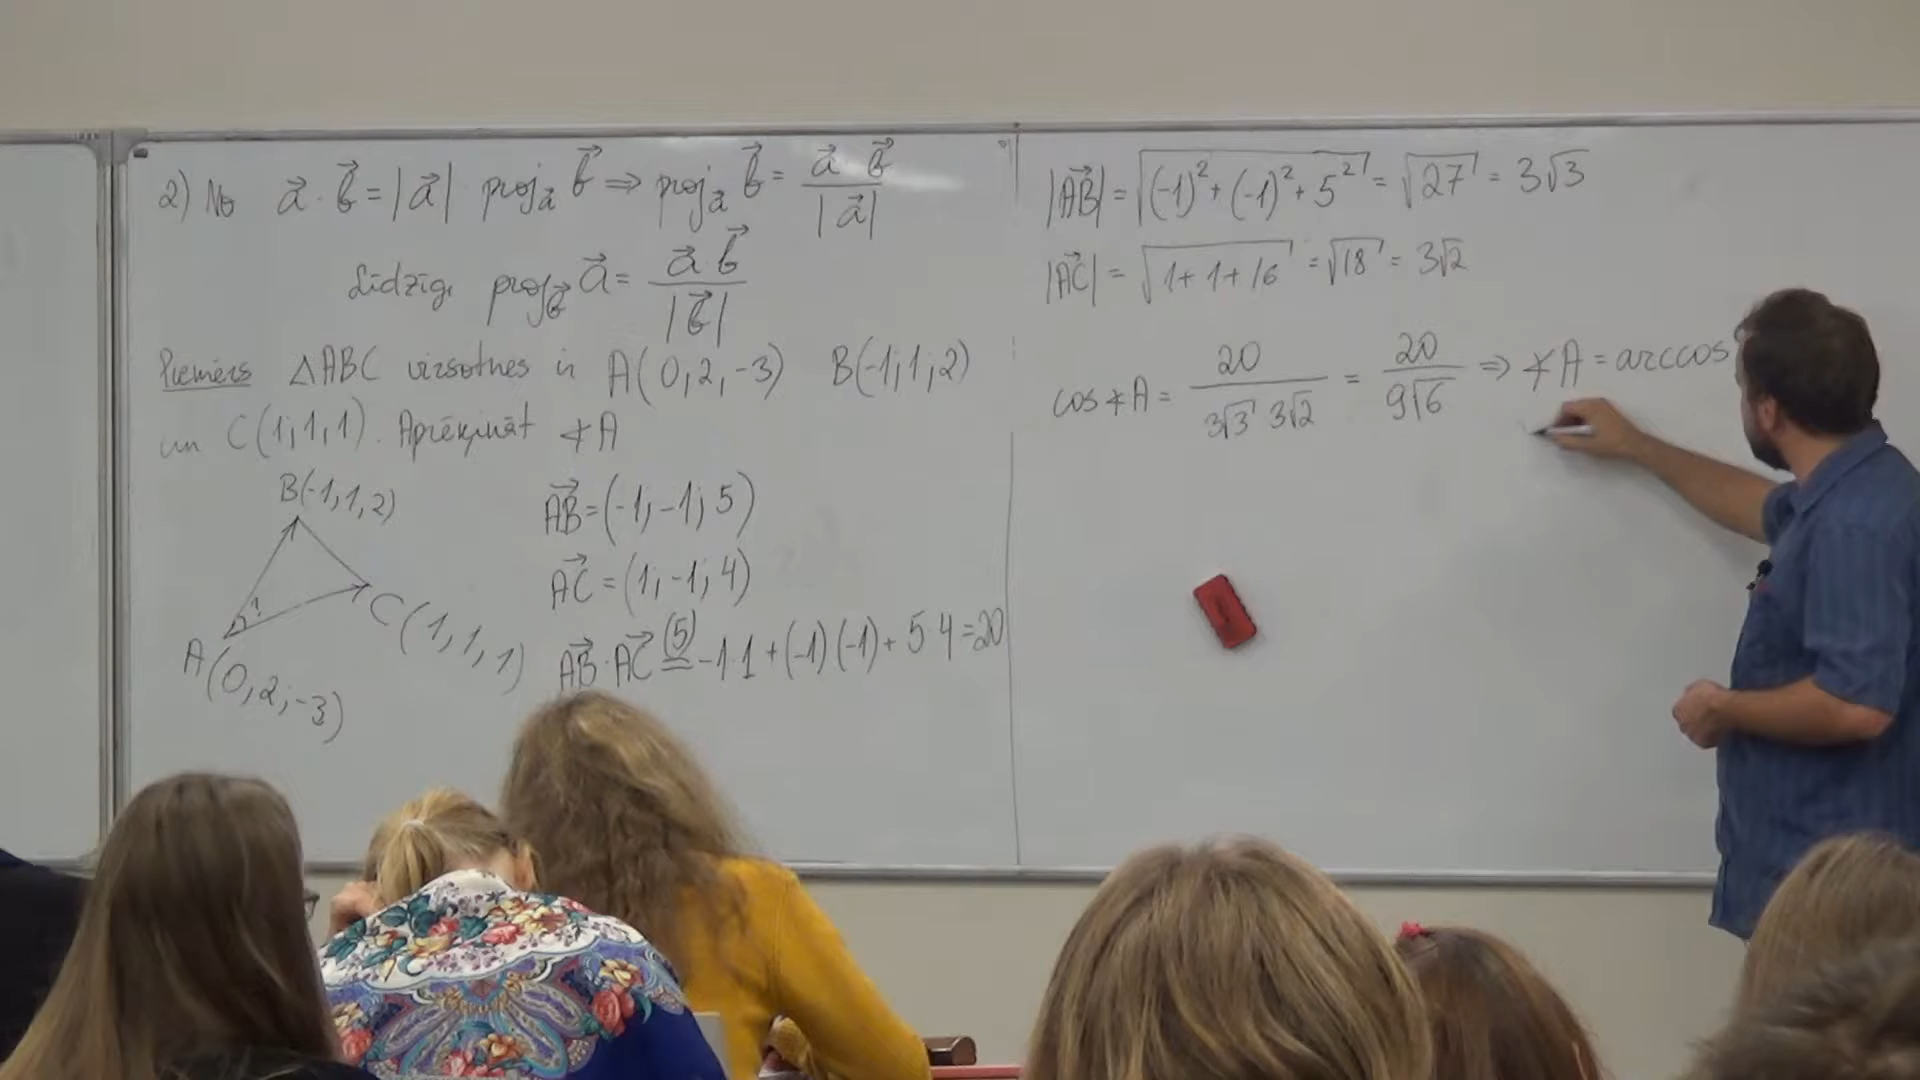 2) No a⃗ · b⃗ = |a⃗| proj_a⃗ b⃗ ⇒ proj_a⃗ b⃗ = (a⃗ b⃗)/|a⃗|
Līdzīgi proj_b⃗ a⃗ = (a⃗·b⃗)/|b⃗|
Piemērs △ABC virsotnes ir A(0,2,-3) B(-1;1;2)
un C(1;1,1). Aprēķināt ∢A
B(-1,1,2)
?
C(1,1,1)
A(0,2,-3)
AB⃗=(-1;-1;5)
AC⃗=(1;-1;4)
AB⃗·AC⃗ (5)= -1·1+(-1)(-1)+5·4=20
|AB⃗|=√((-1)²+(-1)²+5²)=√27=3√3
|AC⃗|=√(1+1+16)=√18=3√2
cos∢A=20/(3√3 3√2)=20/(9√6)⇒∢A=arccos